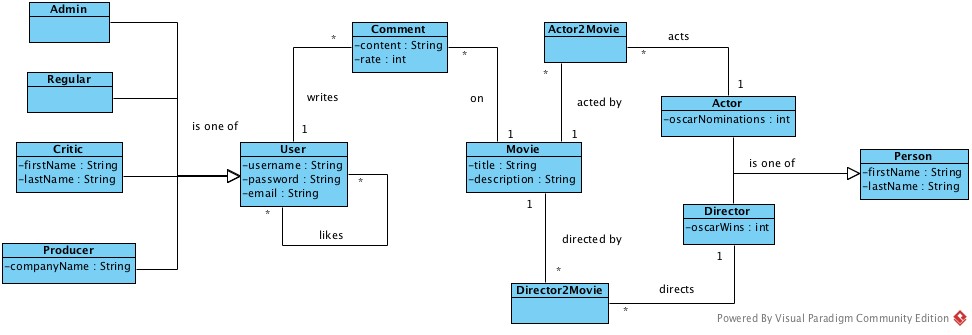 Admin
Regular
is one of
Critic
-firstName : String
-lastName : String
Producer
-companyName : String
User
-username : String
-password : String
-email : String
*
*
likes
1
writes
*
Comment
-content : String
-rate : int
*
on
1
Movie
-title : String
-description : String
1
acted by
*
Actor2Movie
*
acts
1
Actor
-oscarNominations : int
is one of
Person
-firstName : String
-lastName : String
Director
-oscarWins : int
1
directs
*
Director2Movie
*
directed by
1
Powered By Visual Paradigm Community Edition